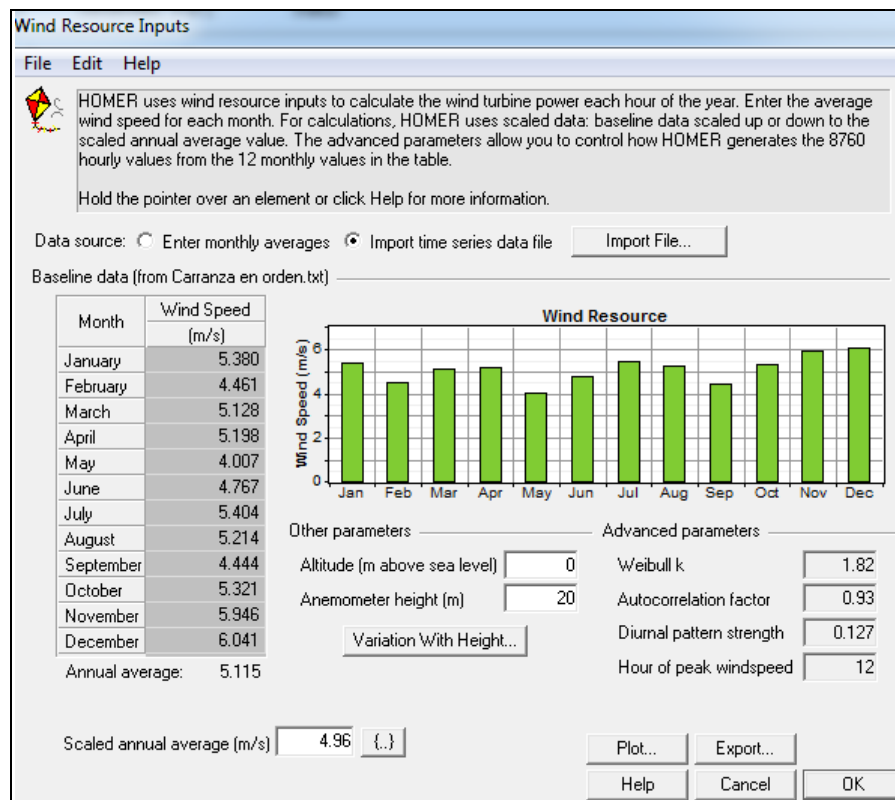 Wind Resource Inputs
File Edit Help
HOMER uses wind resource inputs to calculate the wind turbine power each hour of the year. Enter the average
wind speed for each month. For calculations, HOMER uses scaled data: baseline data scaled up or down to the
scaled annual average value. The advanced parameters allow you to control how HOMER generates the 8760
hourly values from the 12 monthly values in the table.
Hold the pointer over an element or click Help for more information.
Data source: Enter monthly averages Import time series data file Import File...
Baseline data (from Carranza en orden.txt)
Month Wind Speed
(m/s)
January 5.380
February 4.461
March 5.128
April 5.198
May 4.007
June 4.767
July 5.404
August 5.214
September 4.444
October 5.321
November 5.946
December 6.041
Annual average: 5.115
Wind Resource
Wind Speed (m/s)
6
4
2
0
Jan Feb Mar Apr May Jun Jul Aug Sep Oct Nov Dec
Other parameters
Altitude (m above sea level) 0
Anemometer height (m) 20
Variation With Height...
Advanced parameters
Weibull k 1.82
Autocorrelation factor 0.93
Diurnal pattern strength 0.127
Hour of peak windspeed 12
Scaled annual average (m/s) 4.96 {..}
Plot... Export...
Help Cancel OK